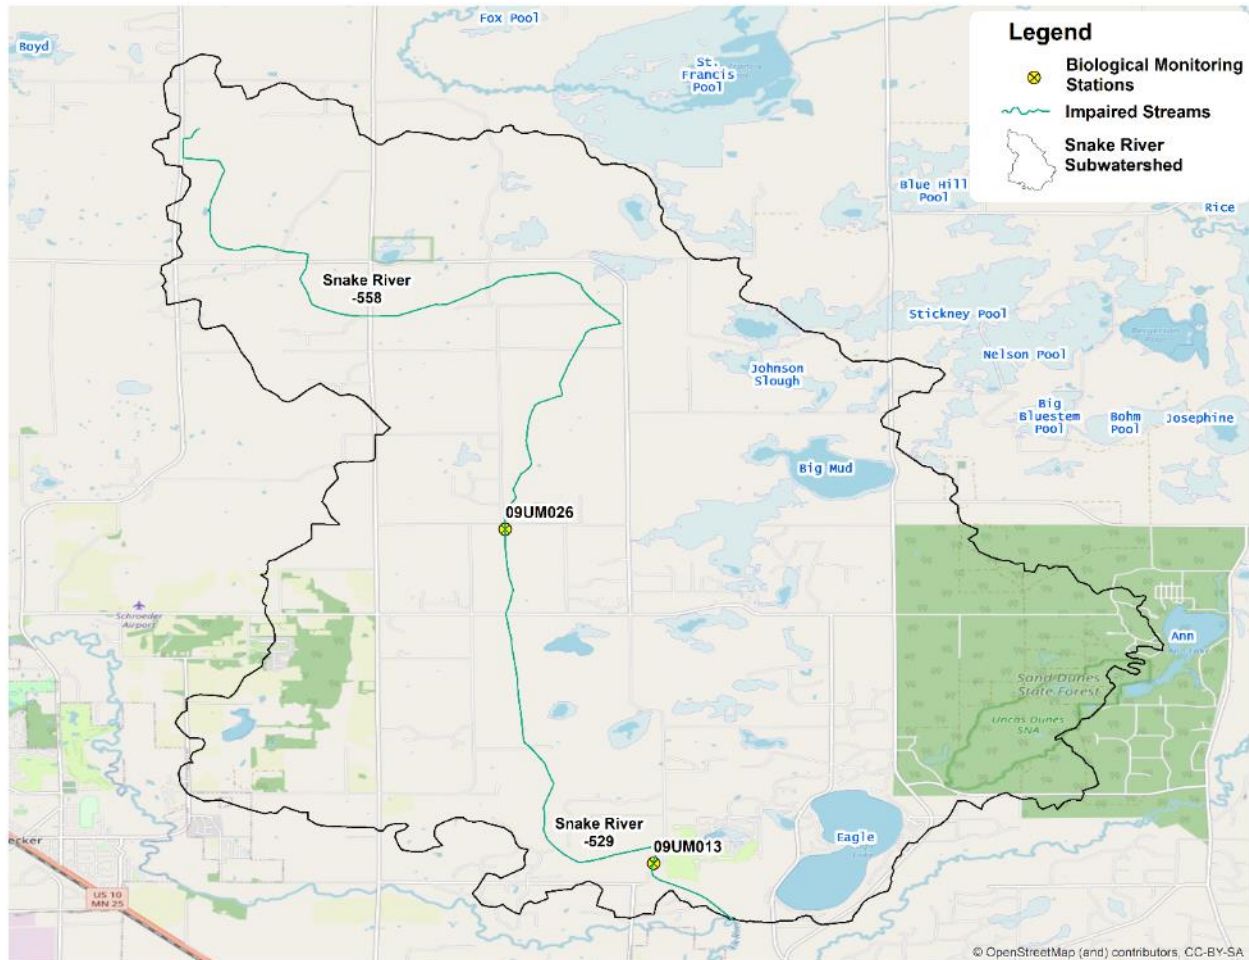 Fox Pool
Boyd
St.
Francis
Pool
Legend
Biological Monitoring
Stations
Impaired Streams
Snake River
Subwatershed
Blue Hill
Pool
Rice
Snake River
-558
Stickney Pool
Nelson Pool
Johnson
Slough
Big
Bluestem
Pool
Bohm
Pool
Josephine
Big Mud
09UM026
Schroeder
Airport
Ann
Sand Dunes
State Forest
Uncas Dunes
SNA
Snake River
-529
09UM013
Eagle
ecker
US 10
MN 25
© OpenStreetMap (and) contributors, CC-BY-SA